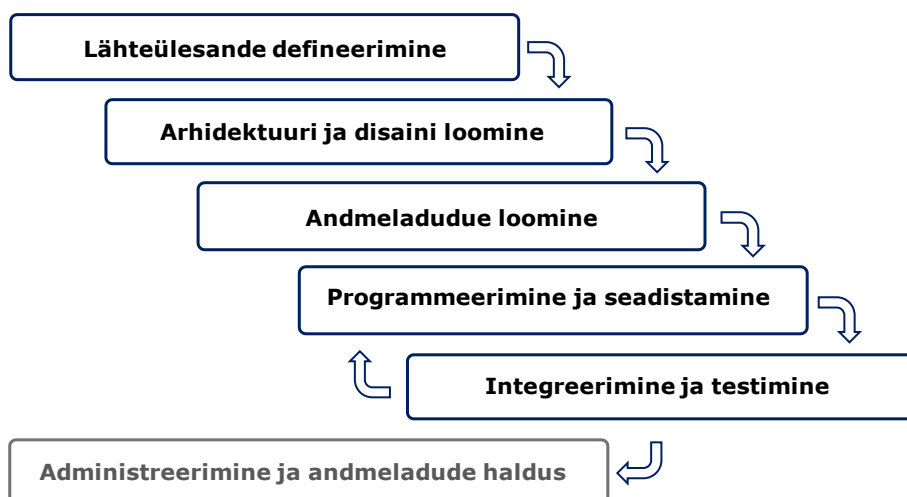 Lähteülesande defineerimine
Arhidektuuri ja disaini loomine
Andmeladudue loomine
Programmeerimine ja seadistamine
Integreerimine ja testimine
Administreerimine ja andmeladude haldus